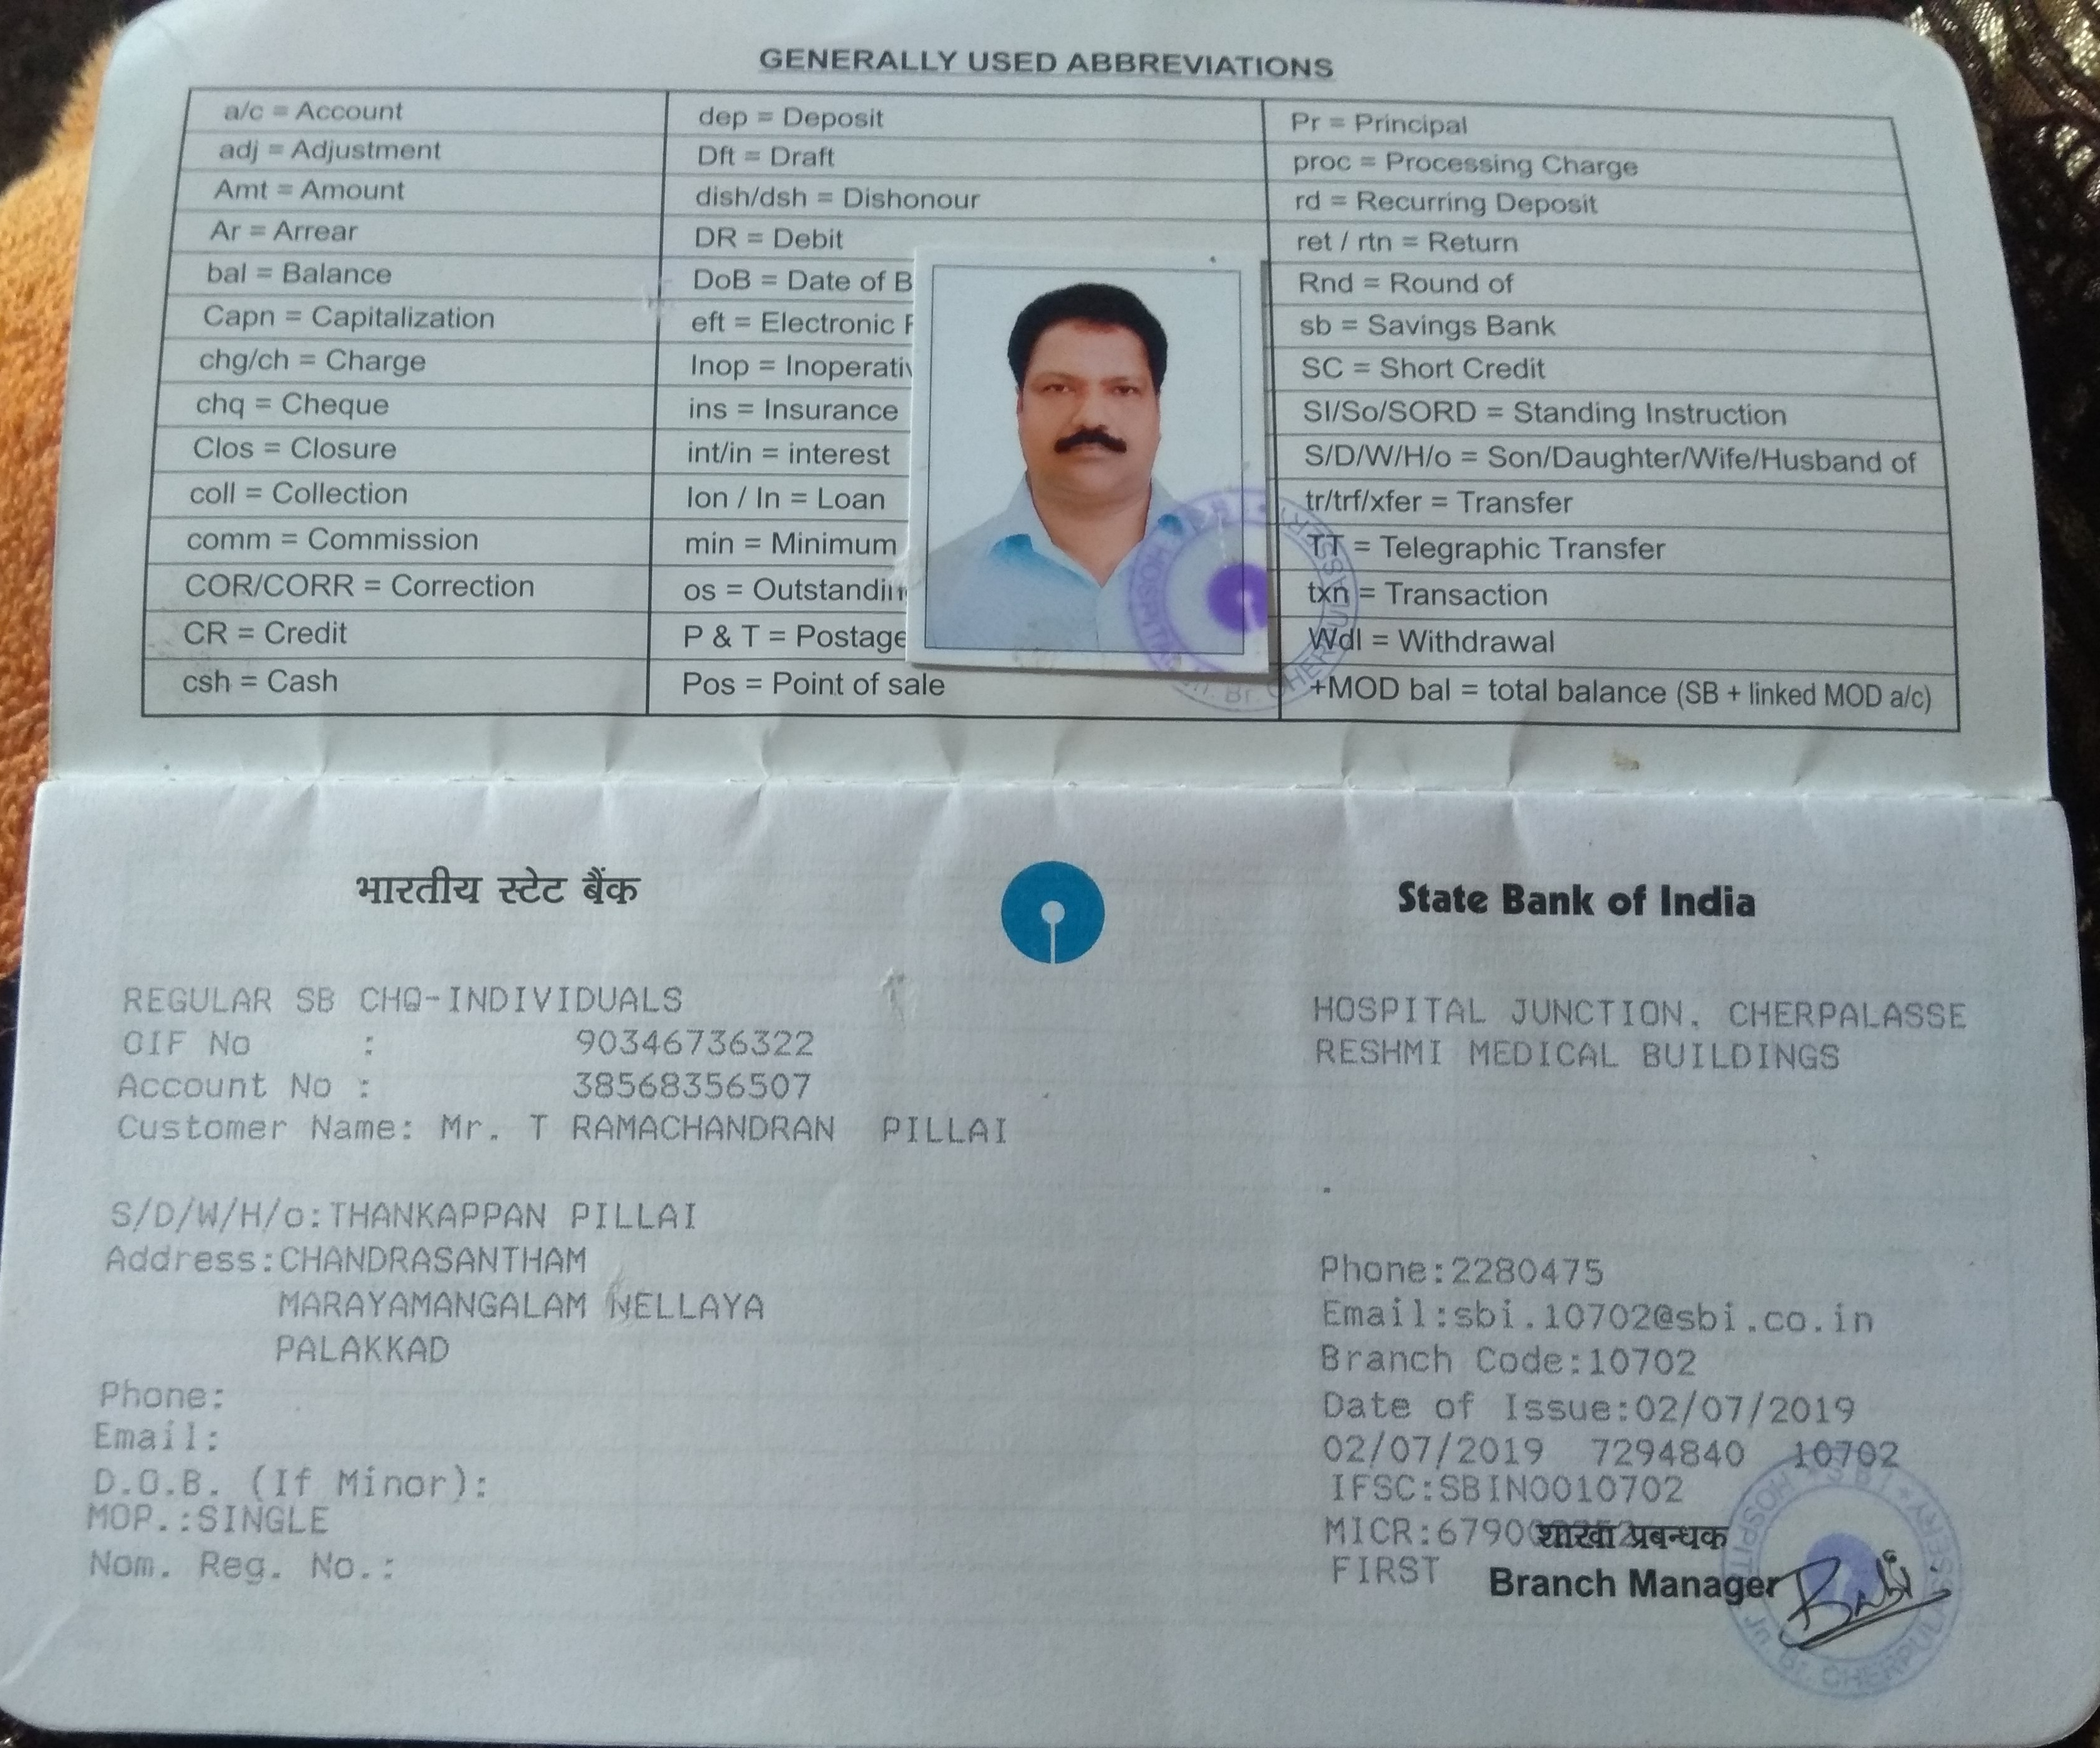 GENERALLY USED ABBREVIATIONS
a/c = Account
adj = Adjustment
Amt = Amount
Ar = Arrear
bal = Balance
Capn = Capitalization
chg/ch = Charge
chq = Cheque
Clos = Closure
coll = Collection
comm = Commission
COR/CORR = Correction
CR = Credit
csh = Cash
dep = Deposit
Dft = Draft
dish/dsh = Dishonour
DR = Debit
DoB = Date of B
eft = Electronic
Inop = Inoperativ
ins = Insurance
int/in = interest
lon / ln = Loan
min = Minimum
os = Outstandin
P & T = Postage
Pos = Point of sale
Pr = Principal
proc = Processing Charge
rd = Recurring Deposit
ret / rtn = Return
Rnd = Round of
sb = Savings Bank
SC = Short Credit
SI/So/SORD = Standing Instruction
S/D/W/H/o = Son/Daughter/Wife/Husband of
tr/trf/xfer = Transfer
TT = Telegraphic Transfer
txn = Transaction
Wdl = Withdrawal
+MOD bal = total balance (SB + linked MOD a/c)
भारतीय स्टेट बैंक
State Bank of India
REGULAR SB CHQ-INDIVIDUALS
CIF No : 90346736322
Account No : 38568356507
Customer Name: Mr. T RAMACHANDRAN PILLAI
S/D/W/H/o:THANKAPPAN PILLAI
Address:CHANDRASANTHAM
MARAYAMANGALAM NELLAYA
PALAKKAD
Phone:
Email:
D.O.B. (If Minor):
MOP.:SINGLE
Nom. Reg. No.:
HOSPITAL JUNCTION, CHERPALASSE
RESHMI MEDICAL BUILDINGS
Phone:2280475
Email:sbi.10702@sbi.co.in
Branch Code:10702
Date of Issue:02/07/2019
02/07/2019 7294840 10702
IFSC:SBIN0010702
MICR:
शाखा प्रबन्धक
FIRST
Branch Manager